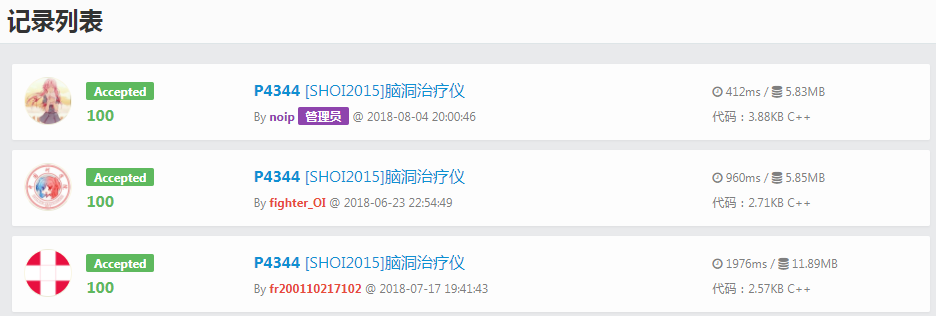 记录列表
Accepted
100
P4344 [SHOI2015]脑洞治疗仪
By noip 管理员 @ 2018-08-04 20:00:46
412ms / 5.83MB
代码：3.88KB C++
Accepted
100
P4344 [SHOI2015]脑洞治疗仪
By fighter_OI @ 2018-06-23 22:54:49
960ms / 5.85MB
代码：2.71KB C++
Accepted
100
P4344 [SHOI2015]脑洞治疗仪
By fr200110217102 @ 2018-07-17 19:41:43
1976ms / 11.89MB
代码：2.57KB C++